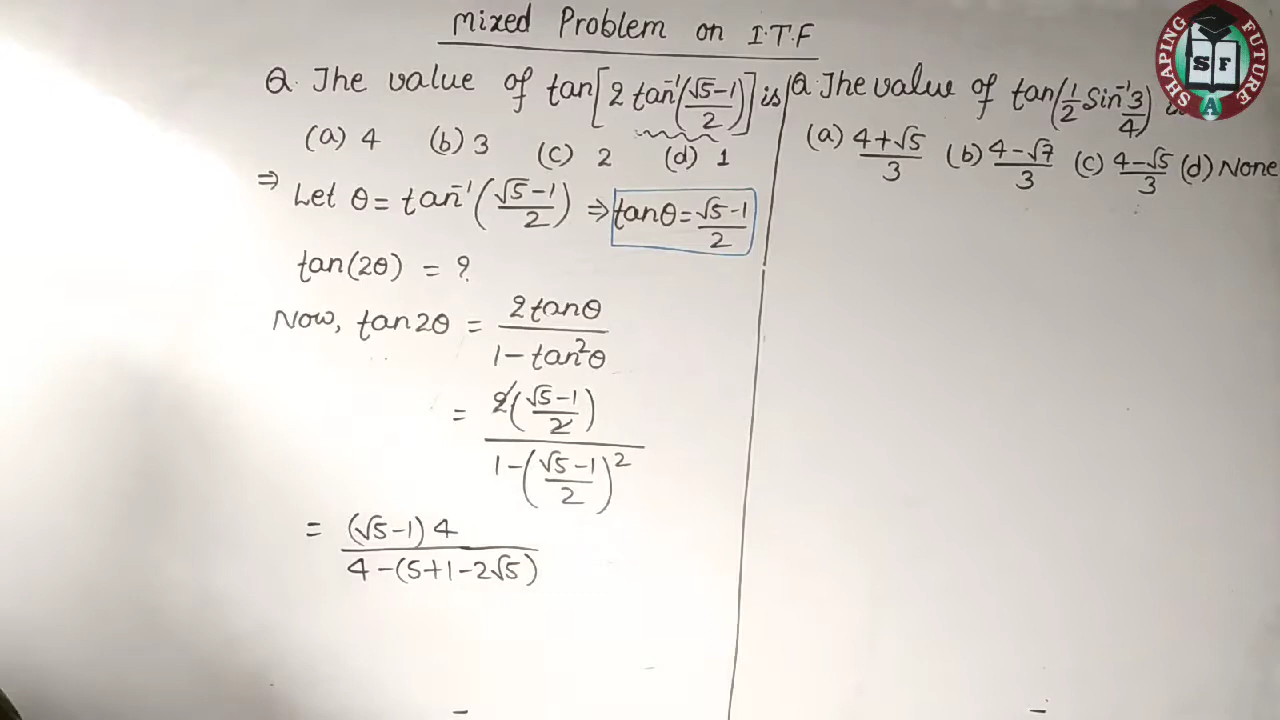 Mixed Problem on I.T.F
Q. The value of tan[2 tan⁻¹(√5-1/2)] is
(a) 4 (b) 3 (c) 2 (d) 1
⇒ Let θ = tan⁻¹(√5-1/2) ⇒ tanθ = √5-1/2
tan(2θ) = ?
Now, tan2θ = 2tanθ/1-tan²θ
= 2(√5-1/2)/1-(√5-1/2)²
= (√5-1)4/4-(5+1-2√5)
Q. The value of tan(1/2 Sin⁻¹3/4)
(a) 4+√5/3 (b) 4-√7/3 (c) 4-√5/3 (d) None
SHAPING FUTURE
S F
A